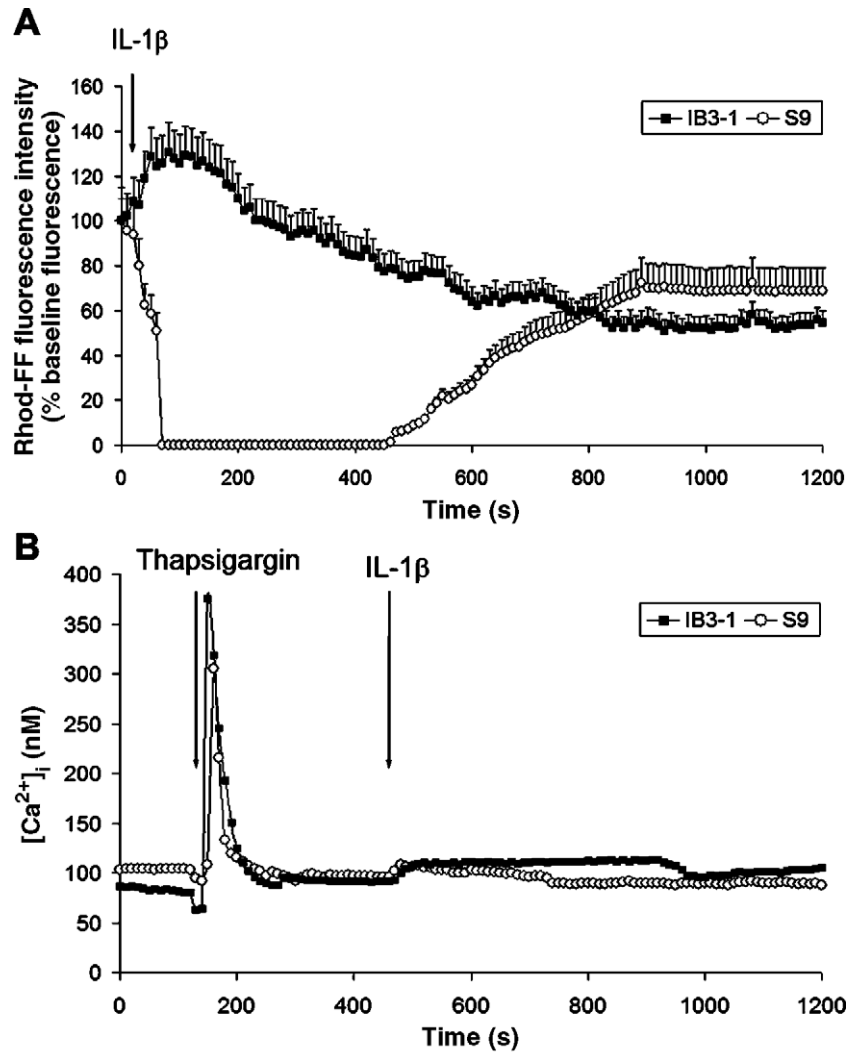 A
IL-1β
Rhod-FF fluorescence intensity
(% baseline fluorescence)
160
140
120
100
80
60
40
20
0
IB3-1 S9
0 200 400 600 800 1000 1200
Time (s)
B
Thapsigargin IL-1β
[Ca²⁺]ᵢ (nM)
400
350
300
250
200
150
100
50
0
IB3-1 S9
0 200 400 600 800 1000 1200
Time (s)